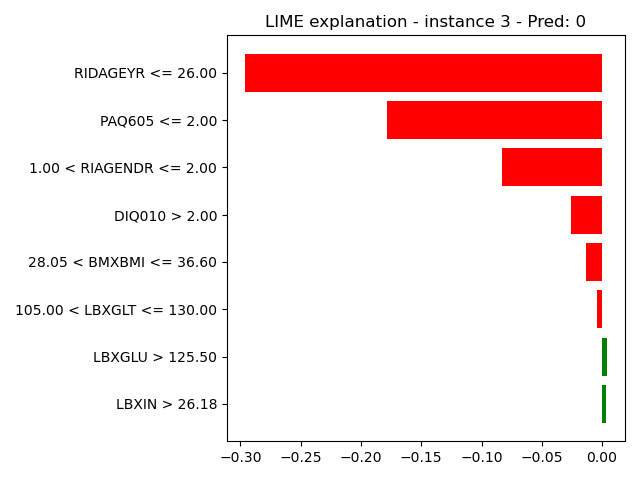 LIME explanation - instance 3 - Pred: 0
RIDAGEYR <= 26.00
PAQ605 <= 2.00
1.00 < RIAGENDR <= 2.00
DIQ010 > 2.00
28.05 < BMXBMI <= 36.60
105.00 < LBXGLT <= 130.00
LBXGLU > 125.50
LBXIN > 26.18
−0.30 −0.25 −0.20 −0.15 −0.10 −0.05 0.00